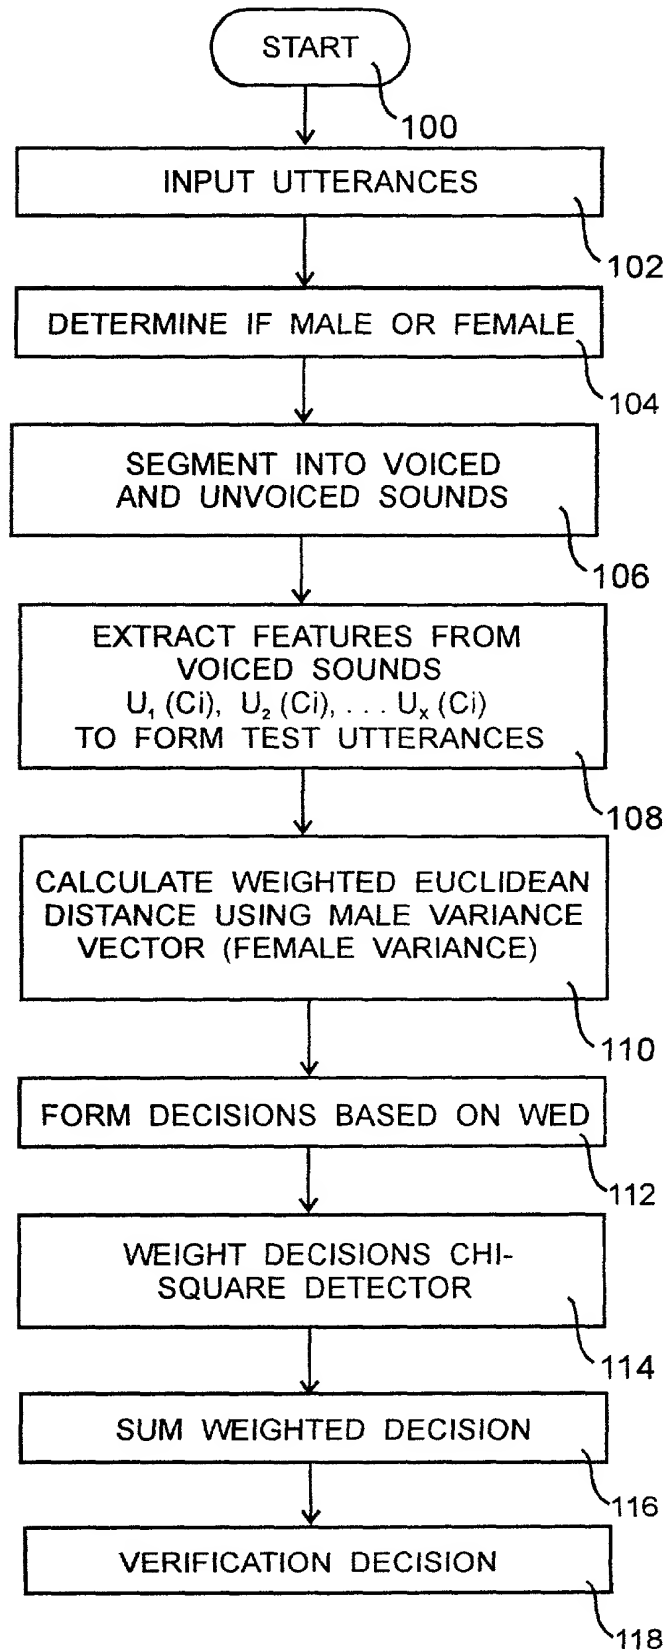 START
100
INPUT UTTERANCES
102
DETERMINE IF MALE OR FEMALE
104
SEGMENT INTO VOICED
AND UNVOICED SOUNDS
106
EXTRACT FEATURES FROM
VOICED SOUNDS
U₁ (Ci), U₂ (Ci), ... Uₓ (Ci)
TO FORM TEST UTTERANCES
108
CALCULATE WEIGHTED EUCLIDEAN
DISTANCE USING MALE VARIANCE
VECTOR (FEMALE VARIANCE)
110
FORM DECISIONS BASED ON WED
112
WEIGHT DECISIONS CHI-
SQUARE DETECTOR
114
SUM WEIGHTED DECISION
116
VERIFICATION DECISION
118